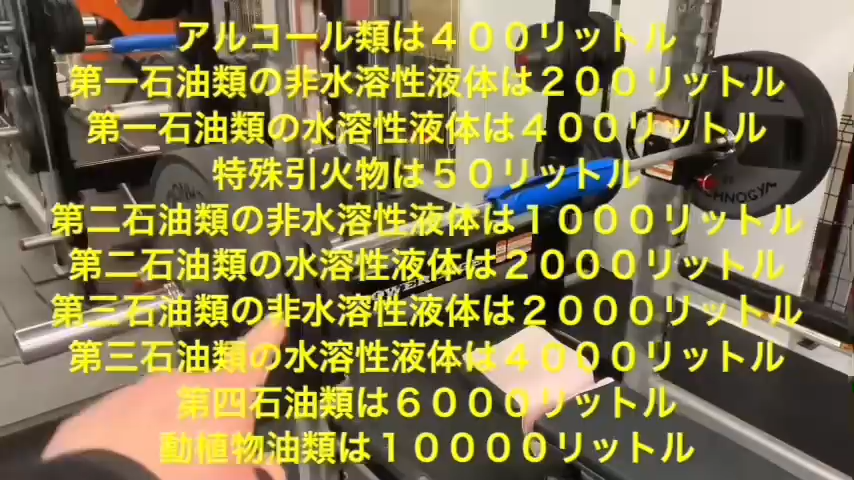 アルコール類は４００リットル
第一石油類の非水溶性液体は２００リットル
第一石油類の水溶性液体は４００リットル
特殊引火物は５０リットル
第二石油類の非水溶性液体は１０００リットル
第二石油類の水溶性液体は２０００リットル
第三石油類の非水溶性液体は２０００リットル
第三石油類の水溶性液体は４０００リットル
第四石油類は６０００リットル
動植物油類は１００００リットル